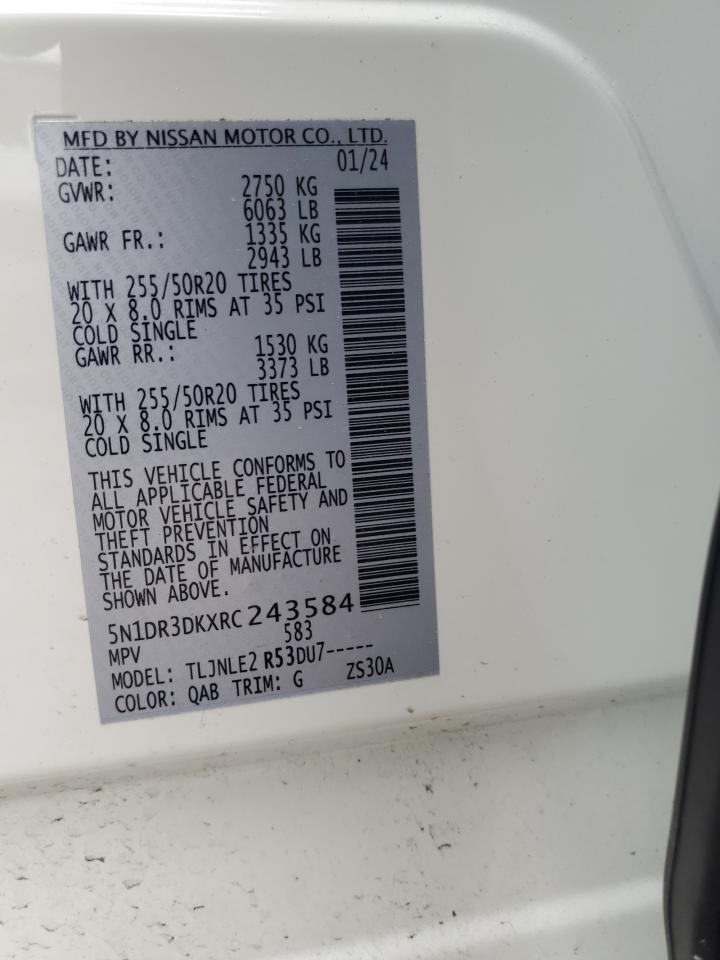 MFD BY NISSAN MOTOR CO., LTD.
DATE: 01/24
GVWR: 2750 KG
6063 LB
GAWR FR.: 1335 KG
2943 LB
WITH 255/50R20 TIRES
20 X 8.0 RIMS AT 35 PSI
COLD SINGLE
GAWR RR.: 1530 KG
3373 LB
WITH 255/50R20 TIRES
20 X 8.0 RIMS AT 35 PSI
COLD SINGLE
THIS VEHICLE CONFORMS TO
ALL APPLICABLE FEDERAL
MOTOR VEHICLE SAFETY AND
THEFT PREVENTION
STANDARDS IN EFFECT ON
THE DATE OF MANUFACTURE
SHOWN ABOVE.
5N1DR3DKXRC243584
MPV 583
MODEL: TLJNLE2 R53DU7-----
COLOR: QAB TRIM: G ZS30A